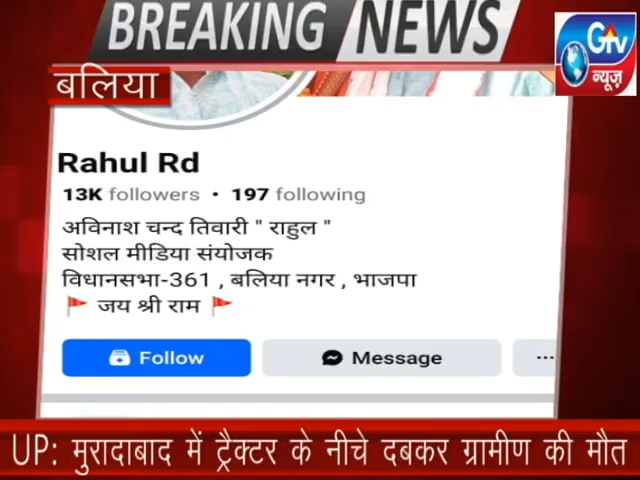 BREAKING NEWS
GTV
न्यूज़
बलिया
Rahul Rd
13K followers • 197 following
अविनाश चन्द तिवारी " राहुल "
सोशल मीडिया संयोजक
विधानसभा-361 , बलिया नगर , भाजपा
🚩 जय श्री राम 🚩
Follow
Message
...
UP: मुरादाबाद में ट्रैक्टर के नीचे दबकर ग्रामीण की मौत